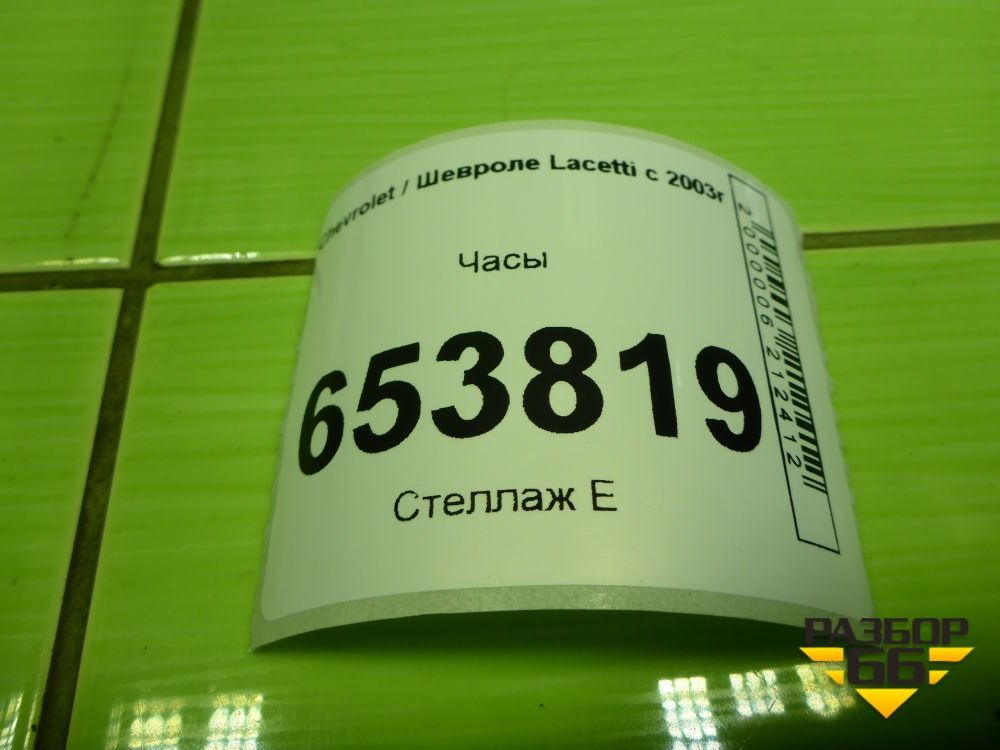 Chevrolet / Шевроле Lacetti с 2003г
Часы
653819
Стеллаж Е
2000006212412
РАЗБОР
66